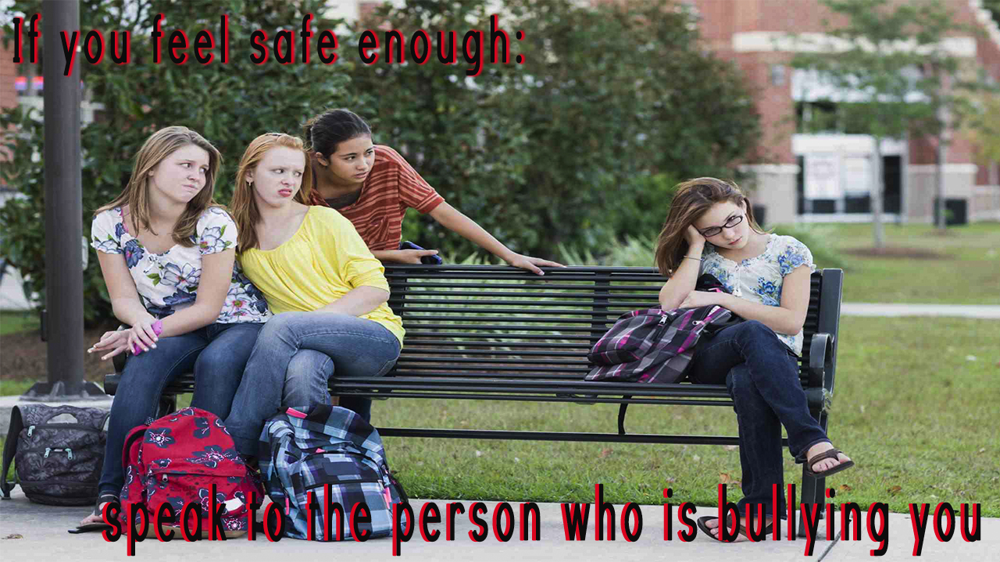 If you feel safe enough:
speak to the person who is bullying you